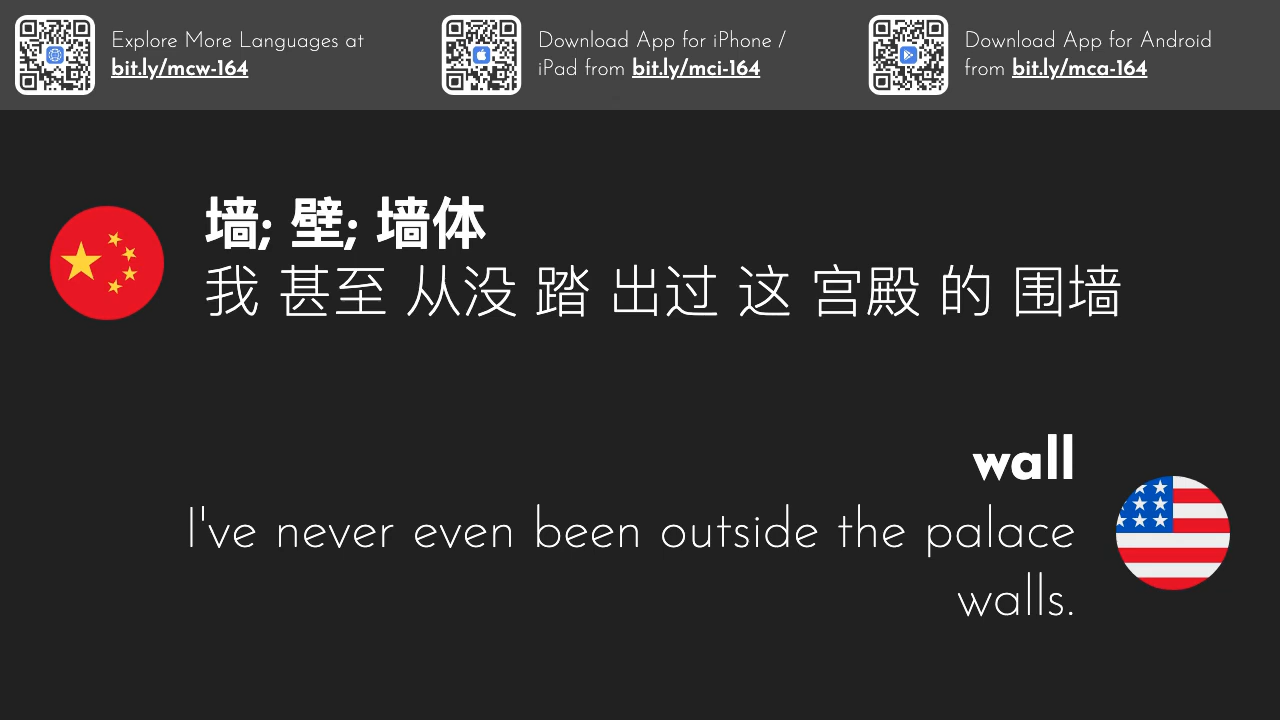 Explore More Languages at
bit.ly/mcw-164
Download App for iPhone /
iPad from bit.ly/mci-164
Download App for Android
from bit.ly/mca-164
墙; 壁; 墙体
我 甚至 从没 踏 出过 这 宫殿 的 围墙
wall
I've never even been outside the palace
walls.